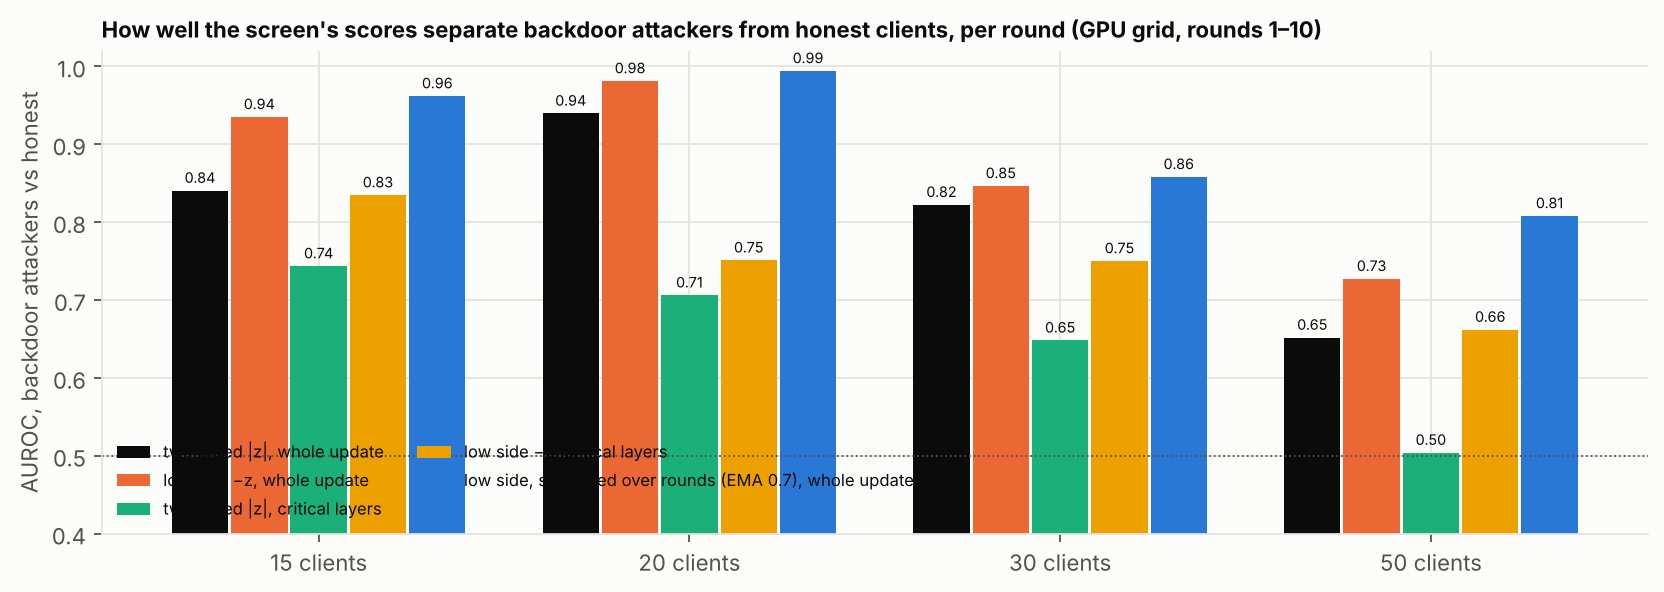 How well the screen's scores separate backdoor attackers from honest clients, per round (GPU grid, rounds 1–10)
AUROC, backdoor attackers vs honest
1.0
0.9
0.8
0.7
0.6
0.5
0.4
0.84
0.94
0.74
0.83
0.96
0.94
0.98
0.71
0.75
0.99
0.82
0.85
0.65
0.75
0.86
0.65
0.73
0.50
0.66
0.81
|z|, whole update
−z, whole update
|z|, critical layers
low side layers
low side, over rounds (EMA 0.7), whole update
15 clients
20 clients
30 clients
50 clients